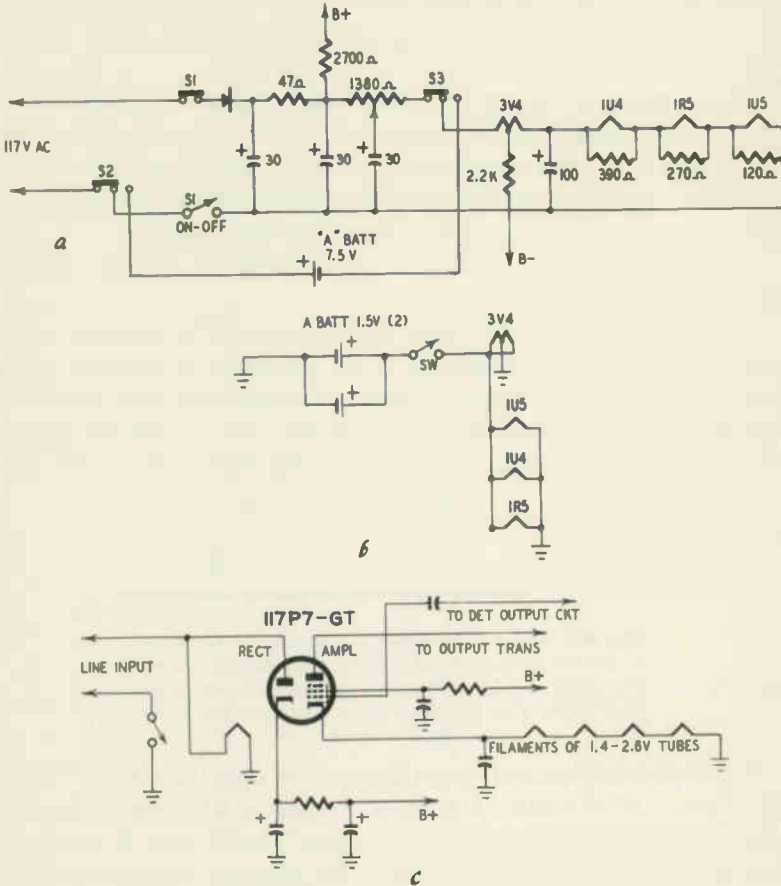 B+
2700Ω
S1
47Ω
1380Ω
S3
3V4
1U4
1R5
1U5
117V AC
+ 30
+ 30
+ 30
2.2K
+ 100
390Ω
270Ω
120Ω
S2
S1
ON-OFF
a
"A" BATT
7.5 V
+
B-
A BATT 1.5V (2)
+
+
SW
3V4
1U5
1U4
1R5
b
117P7-GT
TO DET OUTPUT CKT
RECT
AMPL
TO OUTPUT TRANS
LINE INPUT
B+
FILAMENTS OF 1.4-2.8V TUBES
+
+
B+
c